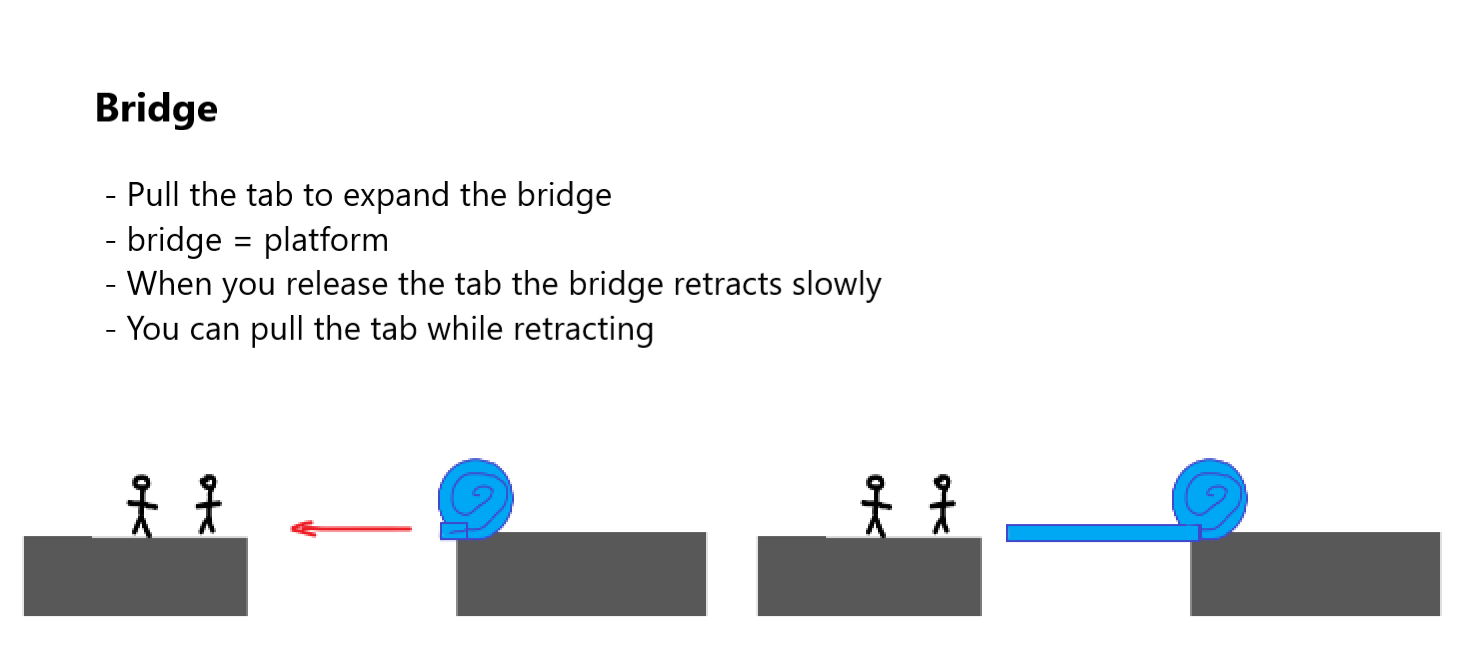 Bridge
- Pull the tab to expand the bridge
- bridge = platform
- When you release the tab the bridge retracts slowly
- You can pull the tab while retracting